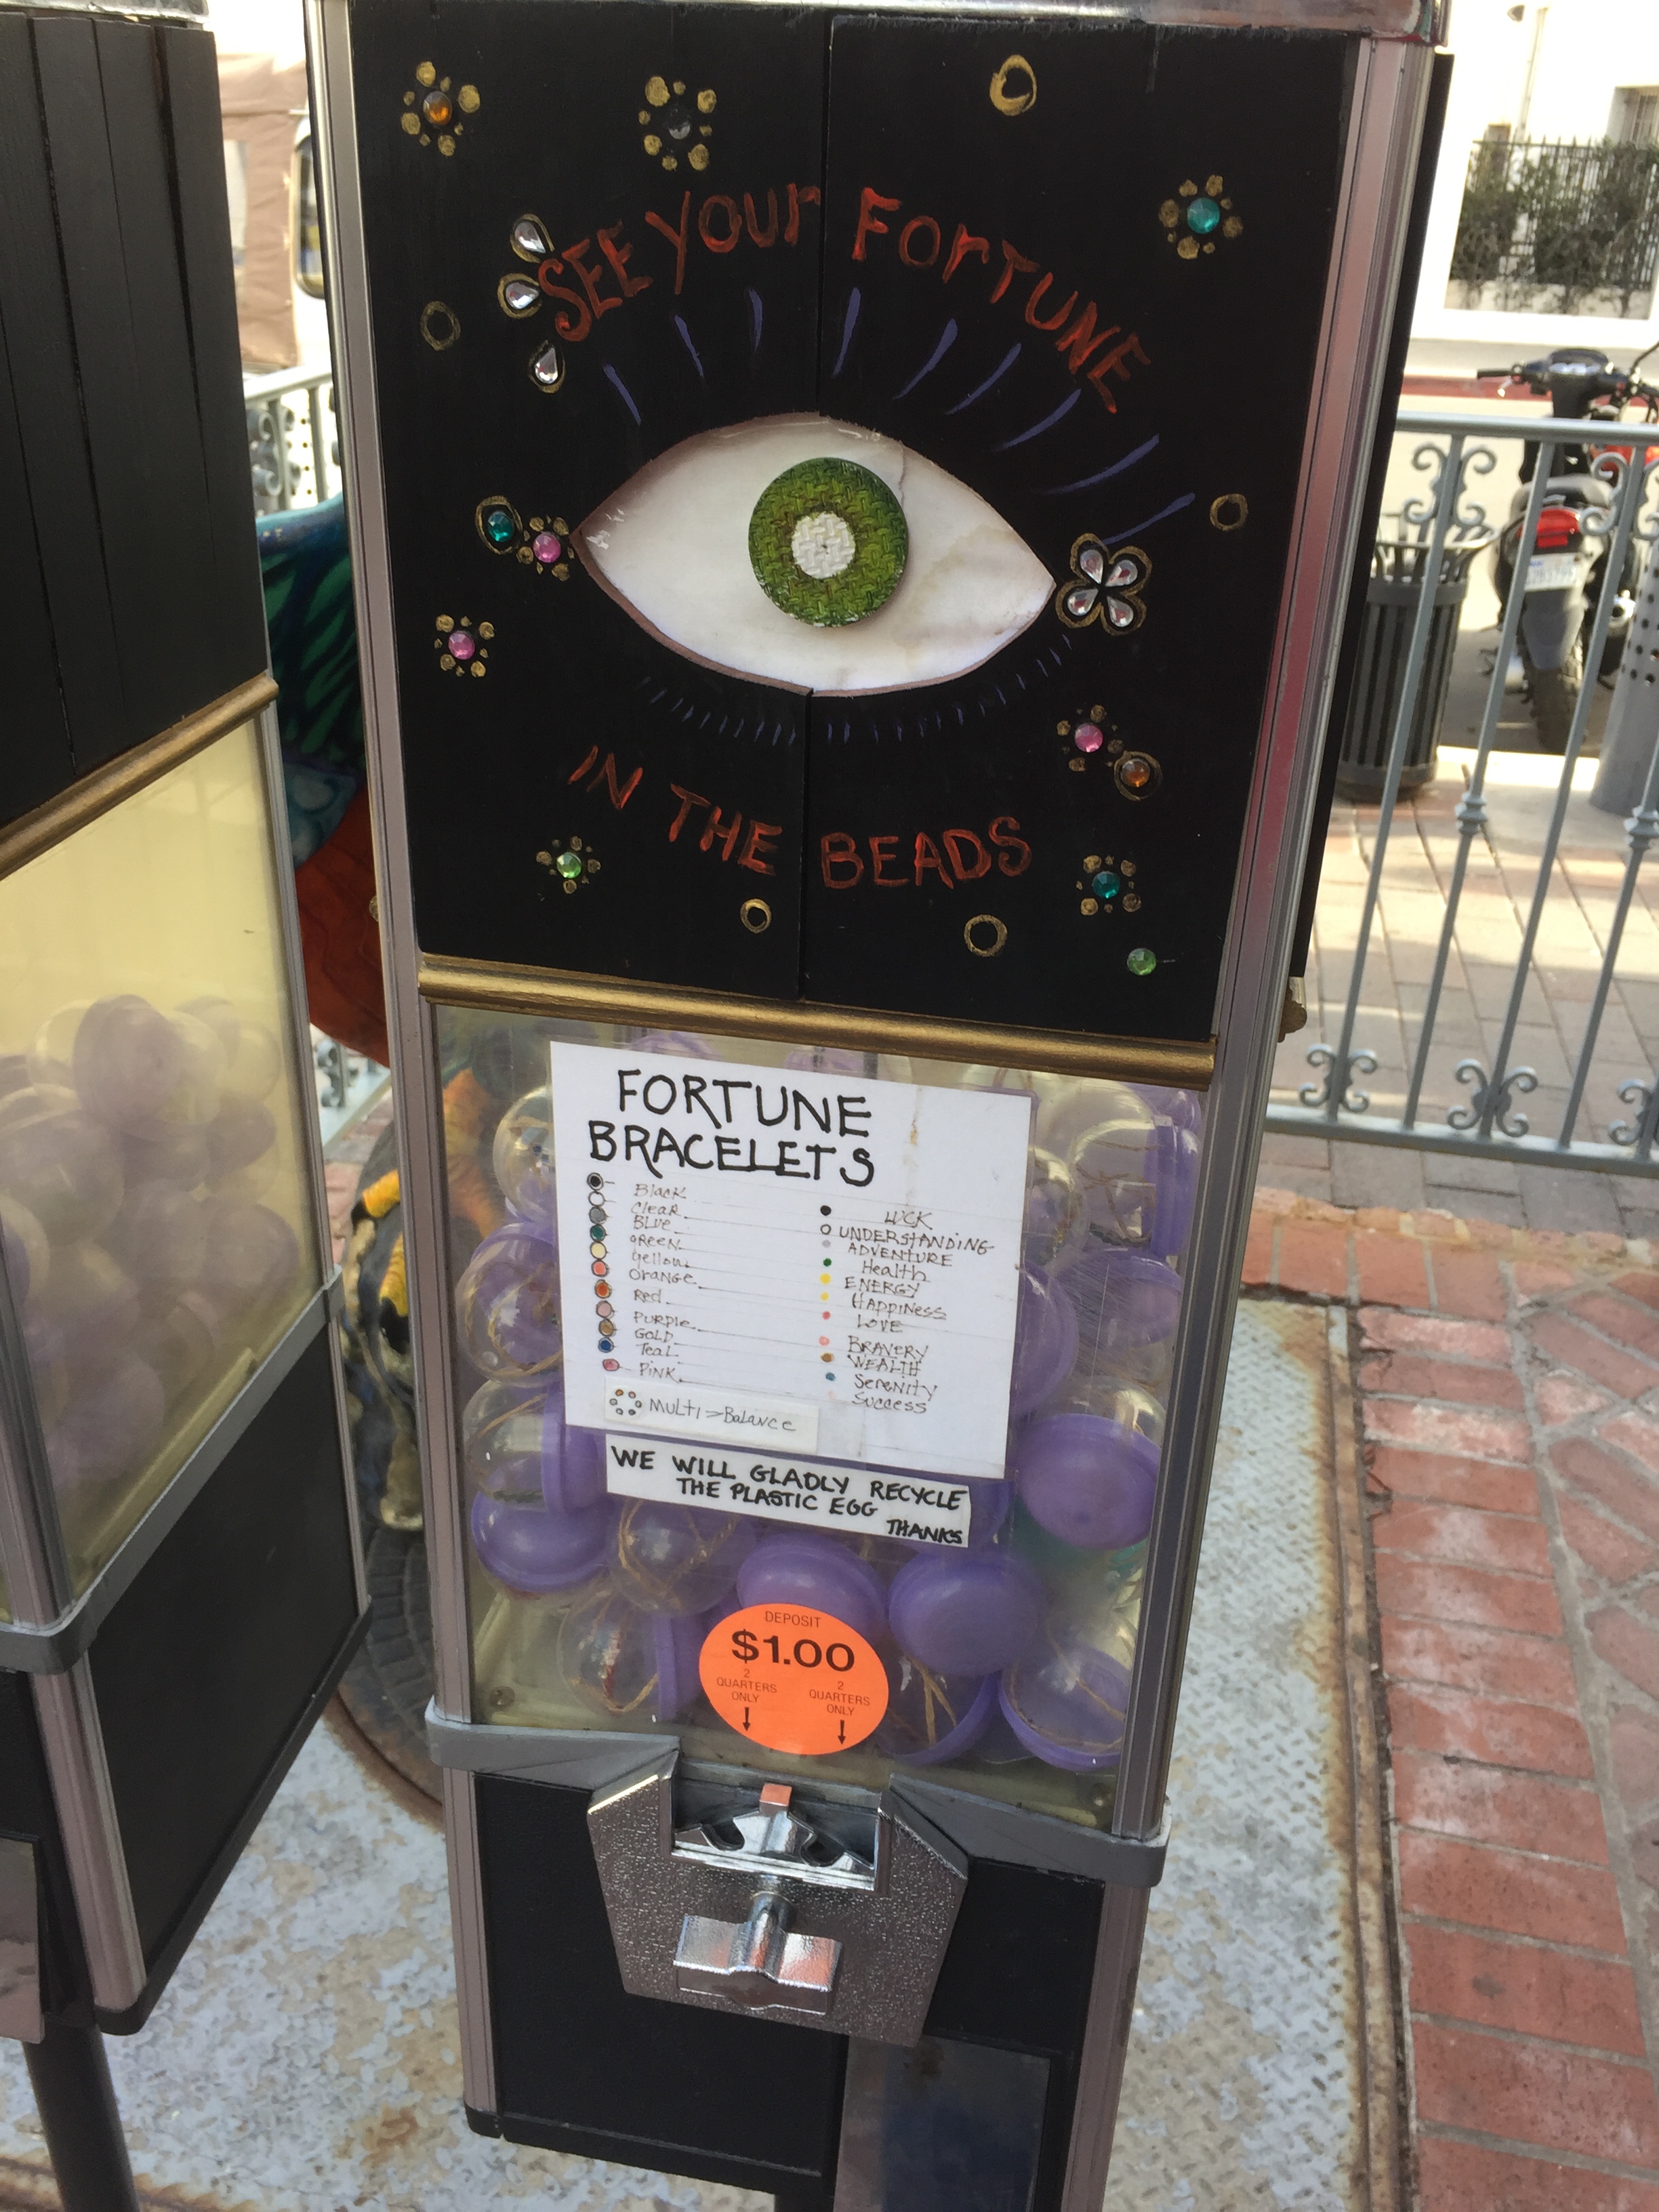 SEE YOUR FORTUNE
IN THE BEADS
FORTUNE
BRACELETS
Black LUCK
Clear UNDERSTANDING
BLUE ADVENTURE
green Health
Yellow ENERGY
Orange HAPPINESS
Red LOVE
PURPLE BRAVERY
GOLD WEALTH
Teal Serenity
PINK Success
MULTI > Balance
WE WILL GLADLY RECYCLE
THE PLASTIC EGG
THANKS
DEPOSIT
$1.00
2 QUARTERS ONLY
2 QUARTERS ONLY